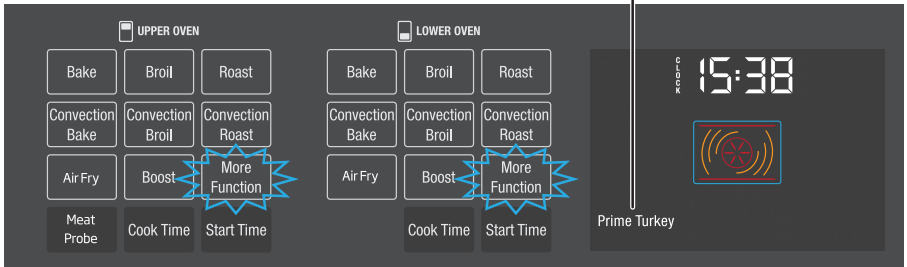 UPPER OVEN
Bake
Broil
Roast
Convection
Bake
Convection
Broil
Convection
Roast
Air Fry
Boost
More
Function
Meat
Probe
Cook Time
Start Time
LOWER OVEN
Bake
Broil
Roast
Convection
Bake
Convection
Broil
Convection
Roast
Air Fry
Boost
More
Function
Cook Time
Start Time
CLOCK
15:38
Prime Turkey